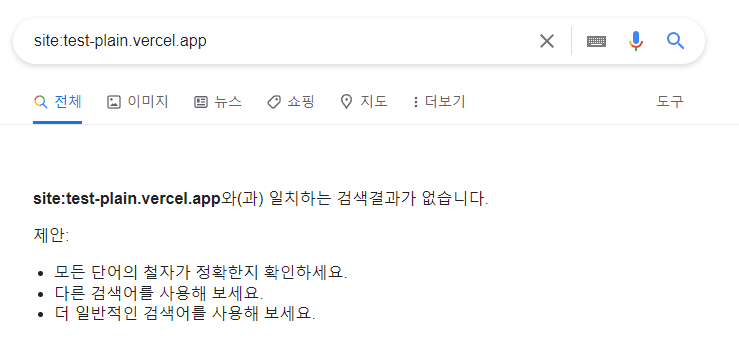 site:test-plain.vercel.app
전체 이미지 뉴스 쇼핑 지도 더보기 도구
site:test-plain.vercel.app와(과) 일치하는 검색결과가 없습니다.
제안:
모든 단어의 철자가 정확한지 확인하세요.
다른 검색어를 사용해 보세요.
더 일반적인 검색어를 사용해 보세요.